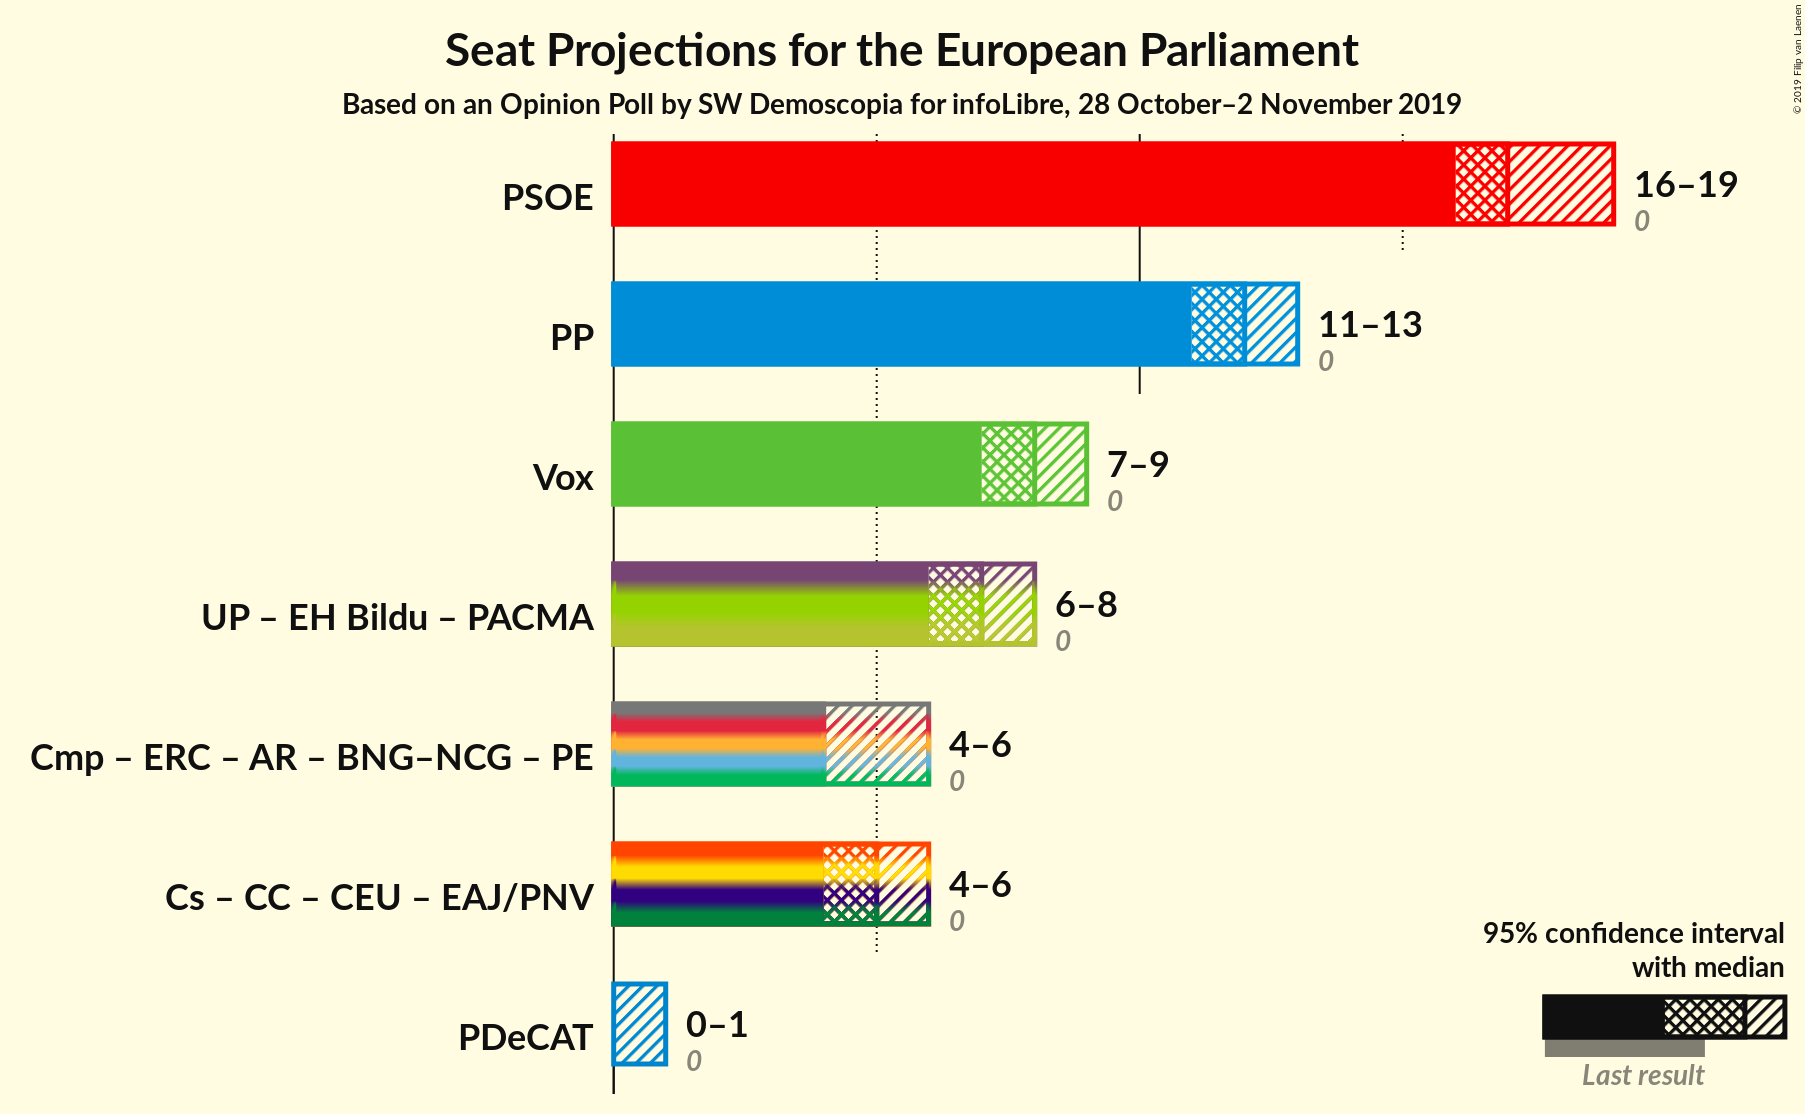 Seat Projections for the European Parliament
Based on an Opinion Poll by SW Demoscopia for infoLibre, 28 October–2 November 2019
© 2019 Filip van Laenen
PSOE
16–19
0
PP
11–13
0
Vox
7–9
0
UP – EH Bildu – PACMA
6–8
0
Cmp – ERC – AR – BNG–NCG – PE
4–6
0
Cs – CC – CEU – EAJ/PNV
4–6
0
PDeCAT
0–1
0
95% confidence interval
with median
Last result